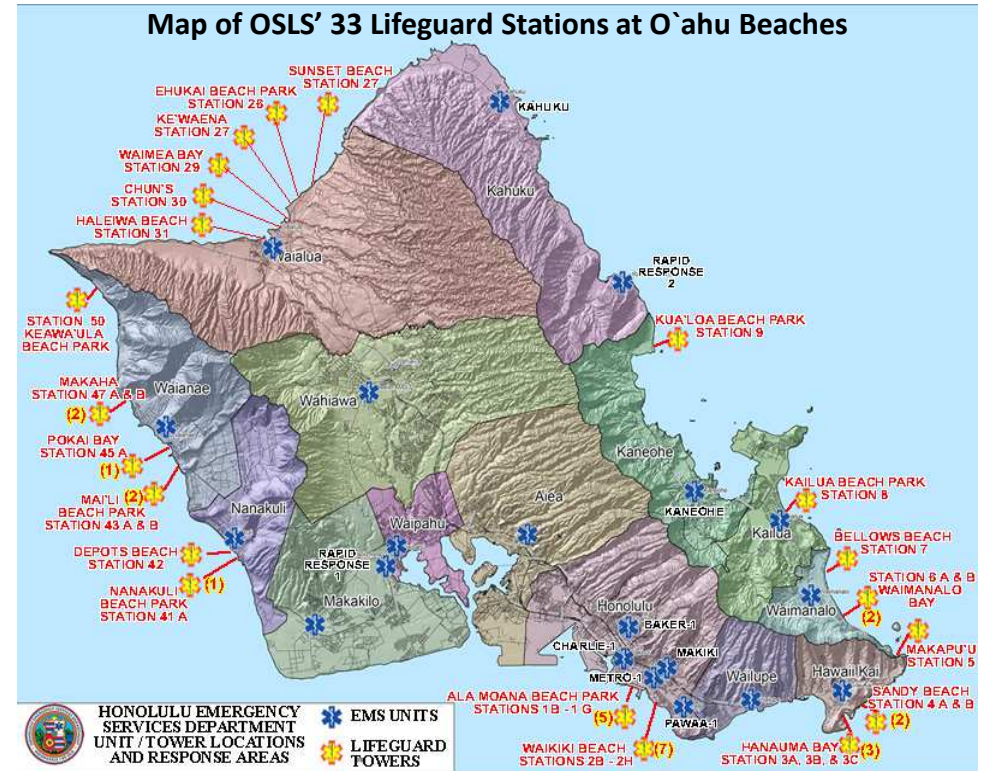 Map of OSLS’ 33 Lifeguard Stations at O`ahu Beaches
SUNSET BEACH
STATION 27
EHUKAI BEACH PARK
STATION 26
KE'WAENA
STATION 27
WAIMEA BAY
STATION 29
CHUN'S
STATION 30
HALEIWA BEACH
STATION 31
KAHUKU
Kahuku
Waialua
RAPID
RESPONSE
2
KUA'LOA BEACH PARK
STATION 9
STATION 50
KEAWA'ULA
BEACH PARK
MAKAHA
STATION 47 A & B
(2)
Waianae
Wahiawa
POKAI BAY
STATION 45 A
(1)
MAI'LI (2)
BEACH PARK
STATION 43 A & B
Nanakuli
Waipahu
Aiea
Kaneohe
KANEOHE
Kailua
KAILUA BEACH PARK
STATION 8
BELLOWS BEACH
STATION 7
STATION 6 A & B
WAIMANALO
BAY
(2)
Waimanalo
DEPOTS BEACH
STATION 42
NANAKULI (1)
BEACH PARK
STATION 41 A
RAPID
RESPONSE
1
Makakilo
Honolulu
BAKER-1
CHARLIE-1
MAKIKI
METRO-1
PAWAA-1
Wailupe
Hawaii Kai
MAKAPU'U
STATION 5
SANDY BEACH
STATION 4 A & B
(2)
ALA MOANA BEACH PARK
STATIONS 1B -1 G
(5)
WAIKIKI BEACH (7)
STATIONS 2B - 2H
HANAUMA BAY (3)
STATION 3A, 3B, & 3C
HONOLULU EMERGENCY
SERVICES DEPARTMENT
UNIT / TOWER LOCATIONS
AND RESPONSE AREAS
EMS UNITS
LIFEGUARD
TOWERS